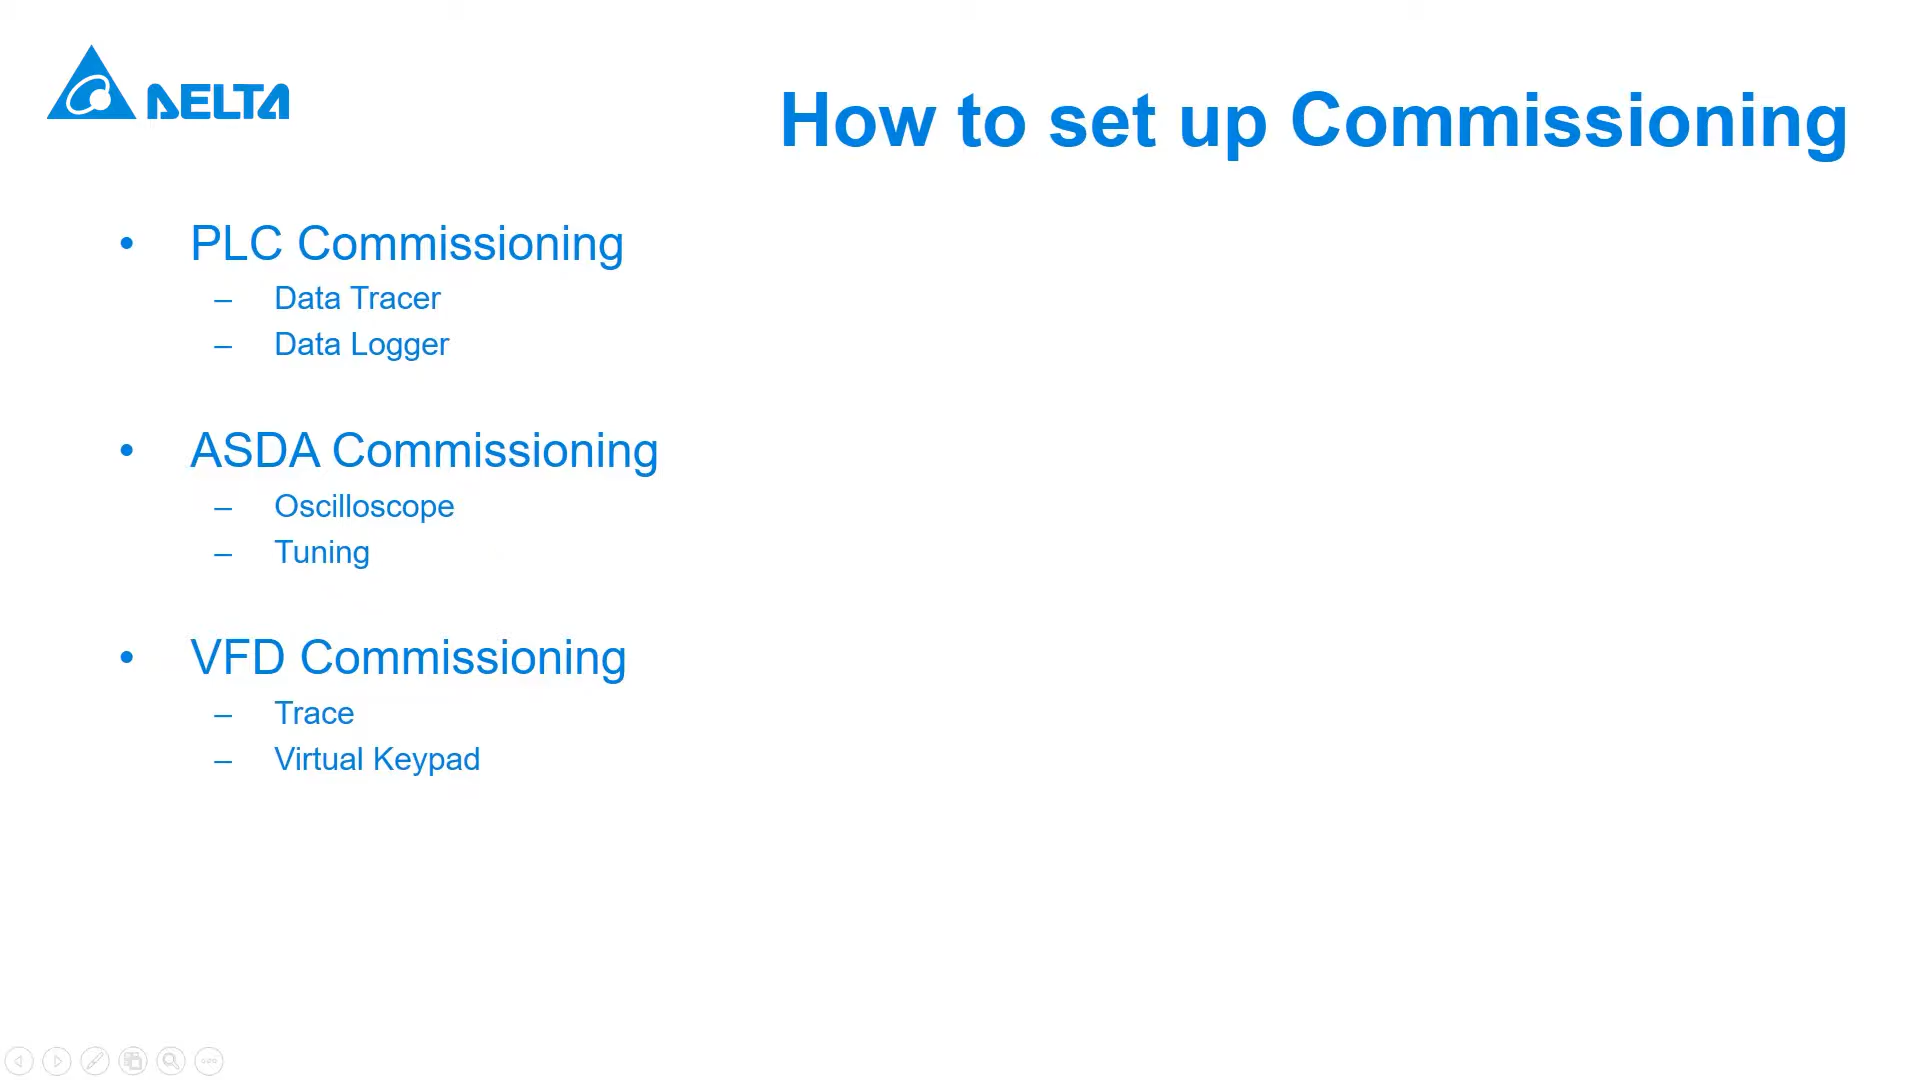 DELTA
How to set up Commissioning
• PLC Commissioning
– Data Tracer
– Data Logger
• ASDA Commissioning
– Oscilloscope
– Tuning
• VFD Commissioning
– Trace
– Virtual Keypad